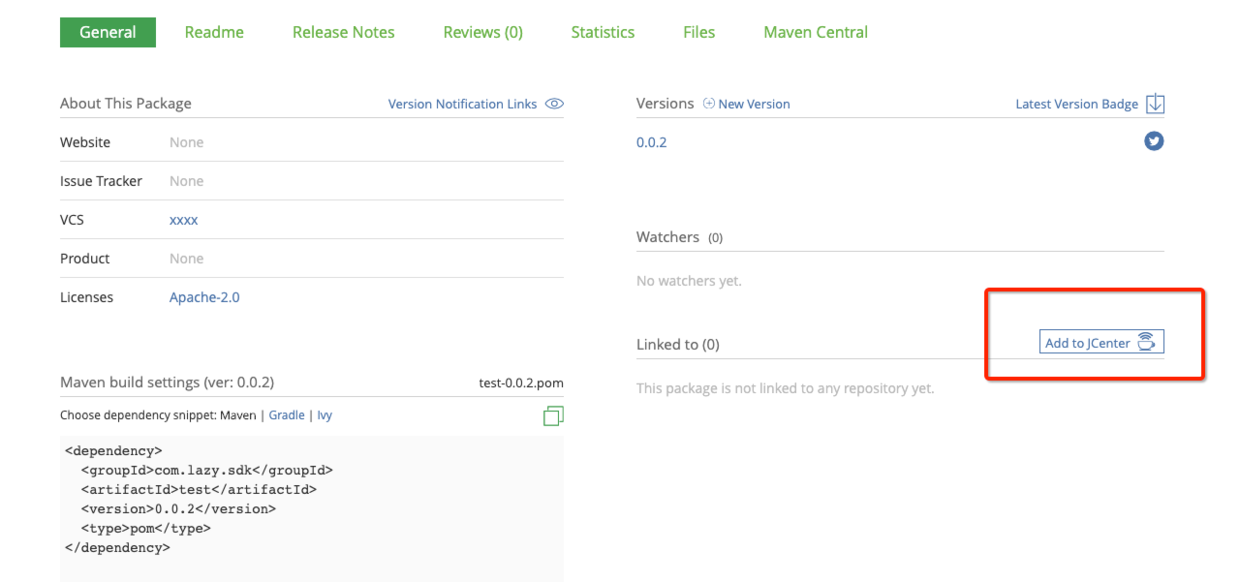 General Readme Release Notes Reviews (0) Statistics Files Maven Central
About This Package Version Notification Links
Website None
Issue Tracker None
VCS xxxx
Product None
Licenses Apache-2.0
Maven build settings (ver: 0.0.2) test-0.0.2.pom
Choose dependency snippet: Maven | Gradle | Ivy
<dependency>
<groupId>com.lazy.sdk</groupId>
<artifactId>test</artifactId>
<version>0.0.2</version>
<type>pom</type>
</dependency>
Versions New Version Latest Version Badge
0.0.2
Watchers (0)
No watchers yet.
Linked to (0) Add to JCenter
This package is not linked to any repository yet.